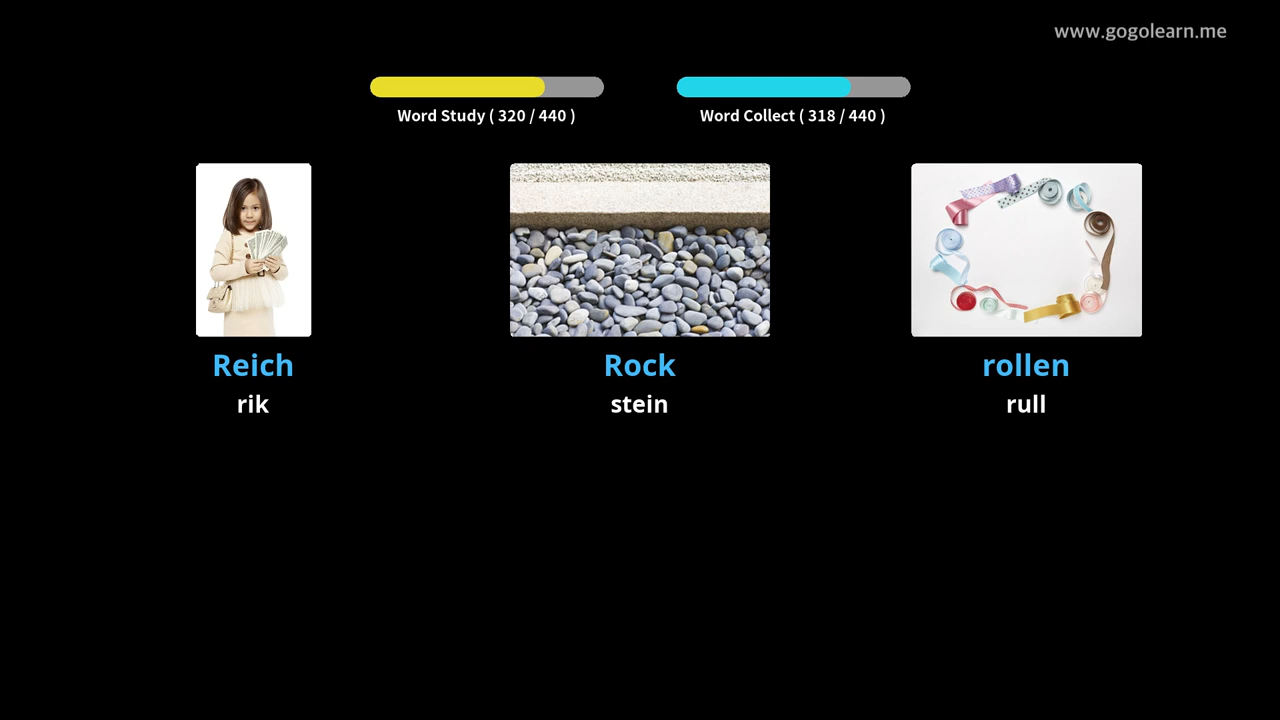 www.gogolearn.me
Word Study ( 320 / 440 )
Word Collect ( 318 / 440 )
Reich
rik
Rock
stein
rollen
rull